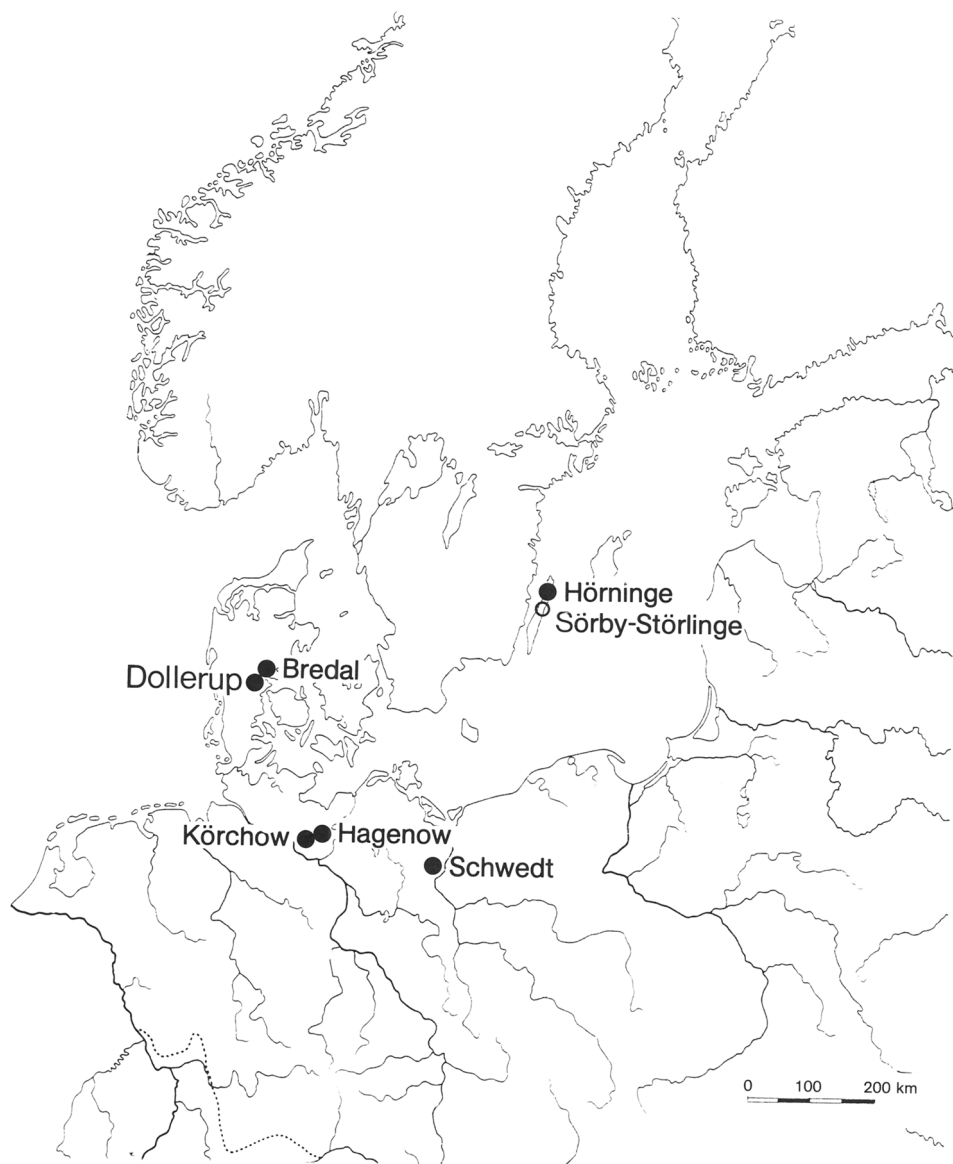 Hörninge
Sörby-Störlinge
Bredal
Dollerup
Körchow
Hagenow
Schwedt
0 100 200 km